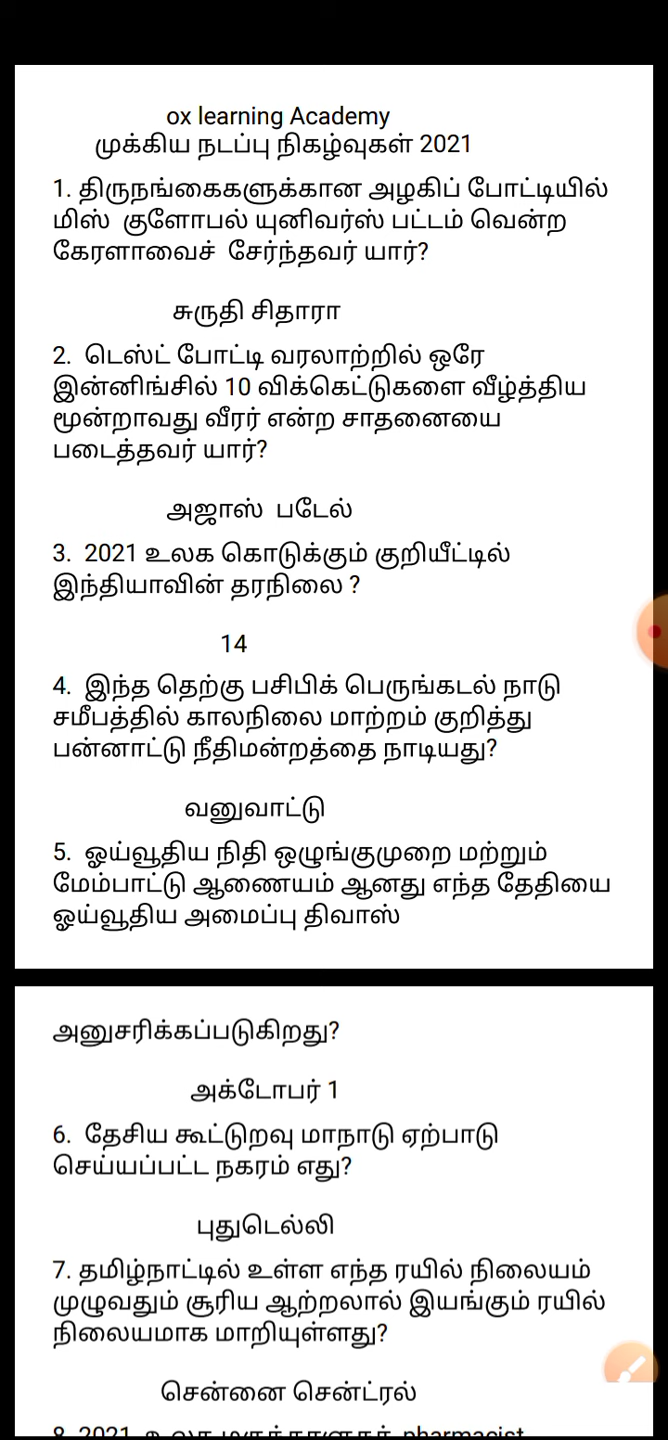 ox learning Academy
முக்கிய நடப்பு நிகழ்வுகள் 2021
1. திருநங்கைகளுக்கான அழகிப் போட்டியில்
மிஸ் குளோபல் யுனிவர்ஸ் பட்டம் வென்ற
கேரளாவைச் சேர்ந்தவர் யார்?
சுருதி சிதாரா
2. டெஸ்ட் போட்டி வரலாற்றில் ஒரே
இன்னிங்சில் 10 விக்கெட்டுகளை வீழ்த்திய
மூன்றாவது வீரர் என்ற சாதனையை
படைத்தவர் யார்?
அஜாஸ் படேல்
3. 2021 உலக கொடுக்கும் குறியீட்டில்
இந்தியாவின் தரநிலை ?
14
4. இந்த தெற்கு பசிபிக் பெருங்கடல் நாடு
சமீபத்தில் காலநிலை மாற்றம் குறித்து
பன்னாட்டு நீதிமன்றத்தை நாடியது?
வனுவாட்டு
5. ஓய்வூதிய நிதி ஒழுங்குமுறை மற்றும்
மேம்பாட்டு ஆணையம் ஆனது எந்த தேதியை
ஓய்வூதிய அமைப்பு திவாஸ்
அனுசரிக்கப்படுகிறது?
அக்டோபர் 1
6. தேசிய கூட்டுறவு மாநாடு ஏற்பாடு
செய்யப்பட்ட நகரம் எது?
புதுடெல்லி
7. தமிழ்நாட்டில் உள்ள எந்த ரயில் நிலையம்
முழுவதும் சூரிய ஆற்றலால் இயங்கும் ரயில்
நிலையமாக மாறியுள்ளது?
சென்னை சென்ட்ரல்
8. 2021 உலக pharmacist